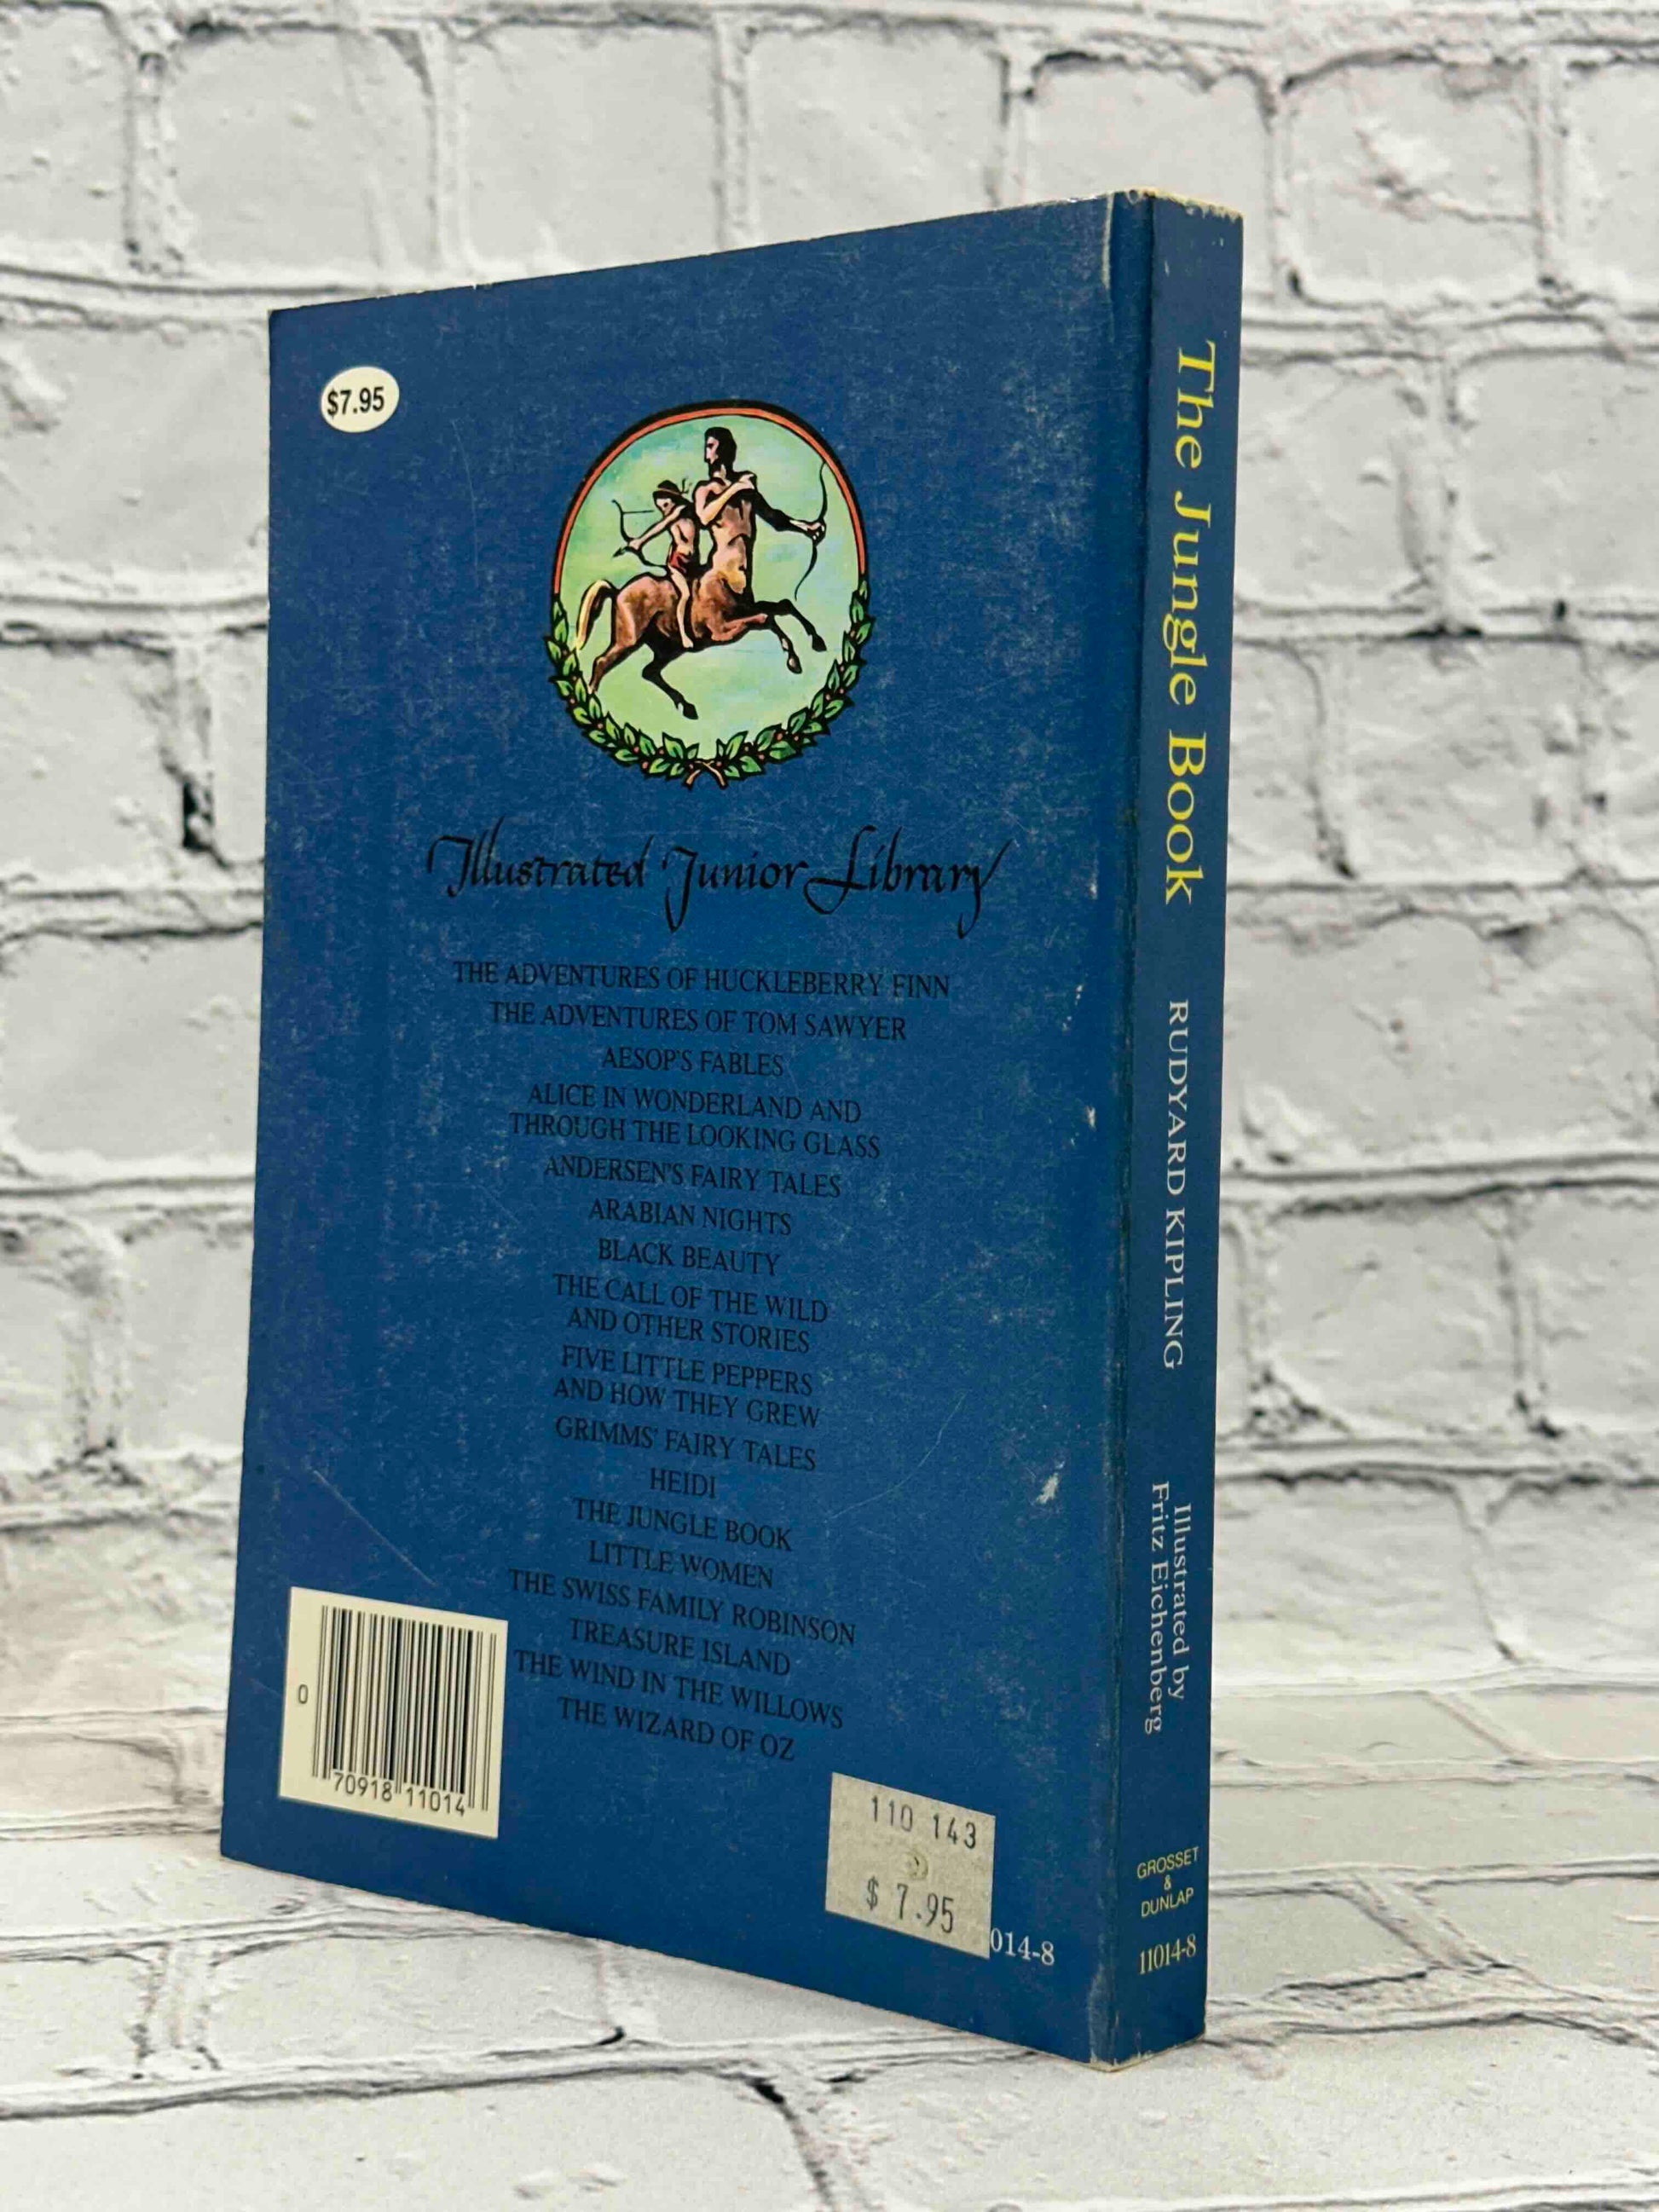 $7.95
Illustrated Junior Library
THE ADVENTURES OF HUCKLEBERRY FINN
THE ADVENTURES OF TOM SAWYER
AESOP'S FABLES
ALICE IN WONDERLAND AND
THROUGH THE LOOKING GLASS
ANDERSEN'S FAIRY TALES
ARABIAN NIGHTS
BLACK BEAUTY
THE CALL OF THE WILD
AND OTHER STORIES
FIVE LITTLE PEPPERS
AND HOW THEY GREW
GRIMMS' FAIRY TALES
HEIDI
THE JUNGLE BOOK
LITTLE WOMEN
THE SWISS FAMILY ROBINSON
TREASURE ISLAND
THE WIND IN THE WILLOWS
THE WIZARD OF OZ
0 70918 11014
110 143
$ 7.95
014-8
The Jungle Book
RUDYARD KIPLING
Illustrated by
Fritz Eichenberg
GROSSET
&
DUNLAP
11014-8